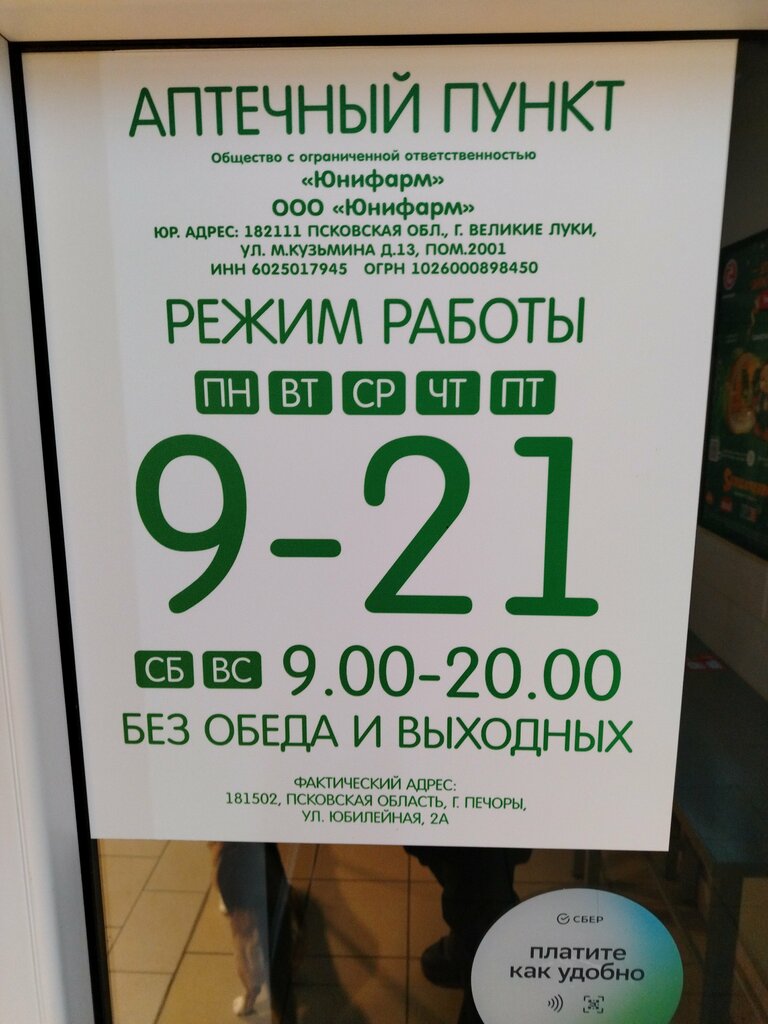 АПТЕЧНЫЙ ПУНКТ
Общество с ограниченной ответственностью
«Юнифарм»
ООО «Юнифарм»
ЮР. АДРЕС: 182111 ПСКОВСКАЯ ОБЛ., Г. ВЕЛИКИЕ ЛУКИ,
УЛ. М.КУЗЬМИНА Д.13, ПОМ.2001
ИНН 6025017945 ОГРН 1026000898450
РЕЖИМ РАБОТЫ
ПН ВТ СР ЧТ ПТ
9-21
СБ ВС 9.00-20.00
БЕЗ ОБЕДА И ВЫХОДНЫХ
ФАКТИЧЕСКИЙ АДРЕС:
181502, ПСКОВСКАЯ ОБЛАСТЬ, Г. ПЕЧОРЫ,
УЛ. ЮБИЛЕЙНАЯ, 2А
СБЕР
платите
как удобно